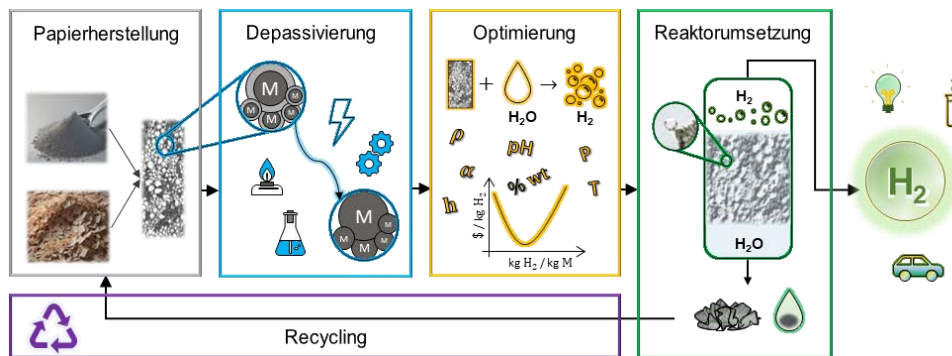 Papierherstellung
Depassivierung
M
M
M
M
M
M
M
M
M
M
Optimierung
+
→
H₂O
H₂
ρ
pH
P
α
% wt
T
h
$ / kg H₂
kg H₂ / kg M
Reaktorumsetzung
H₂
H₂O
H₂
Recycling